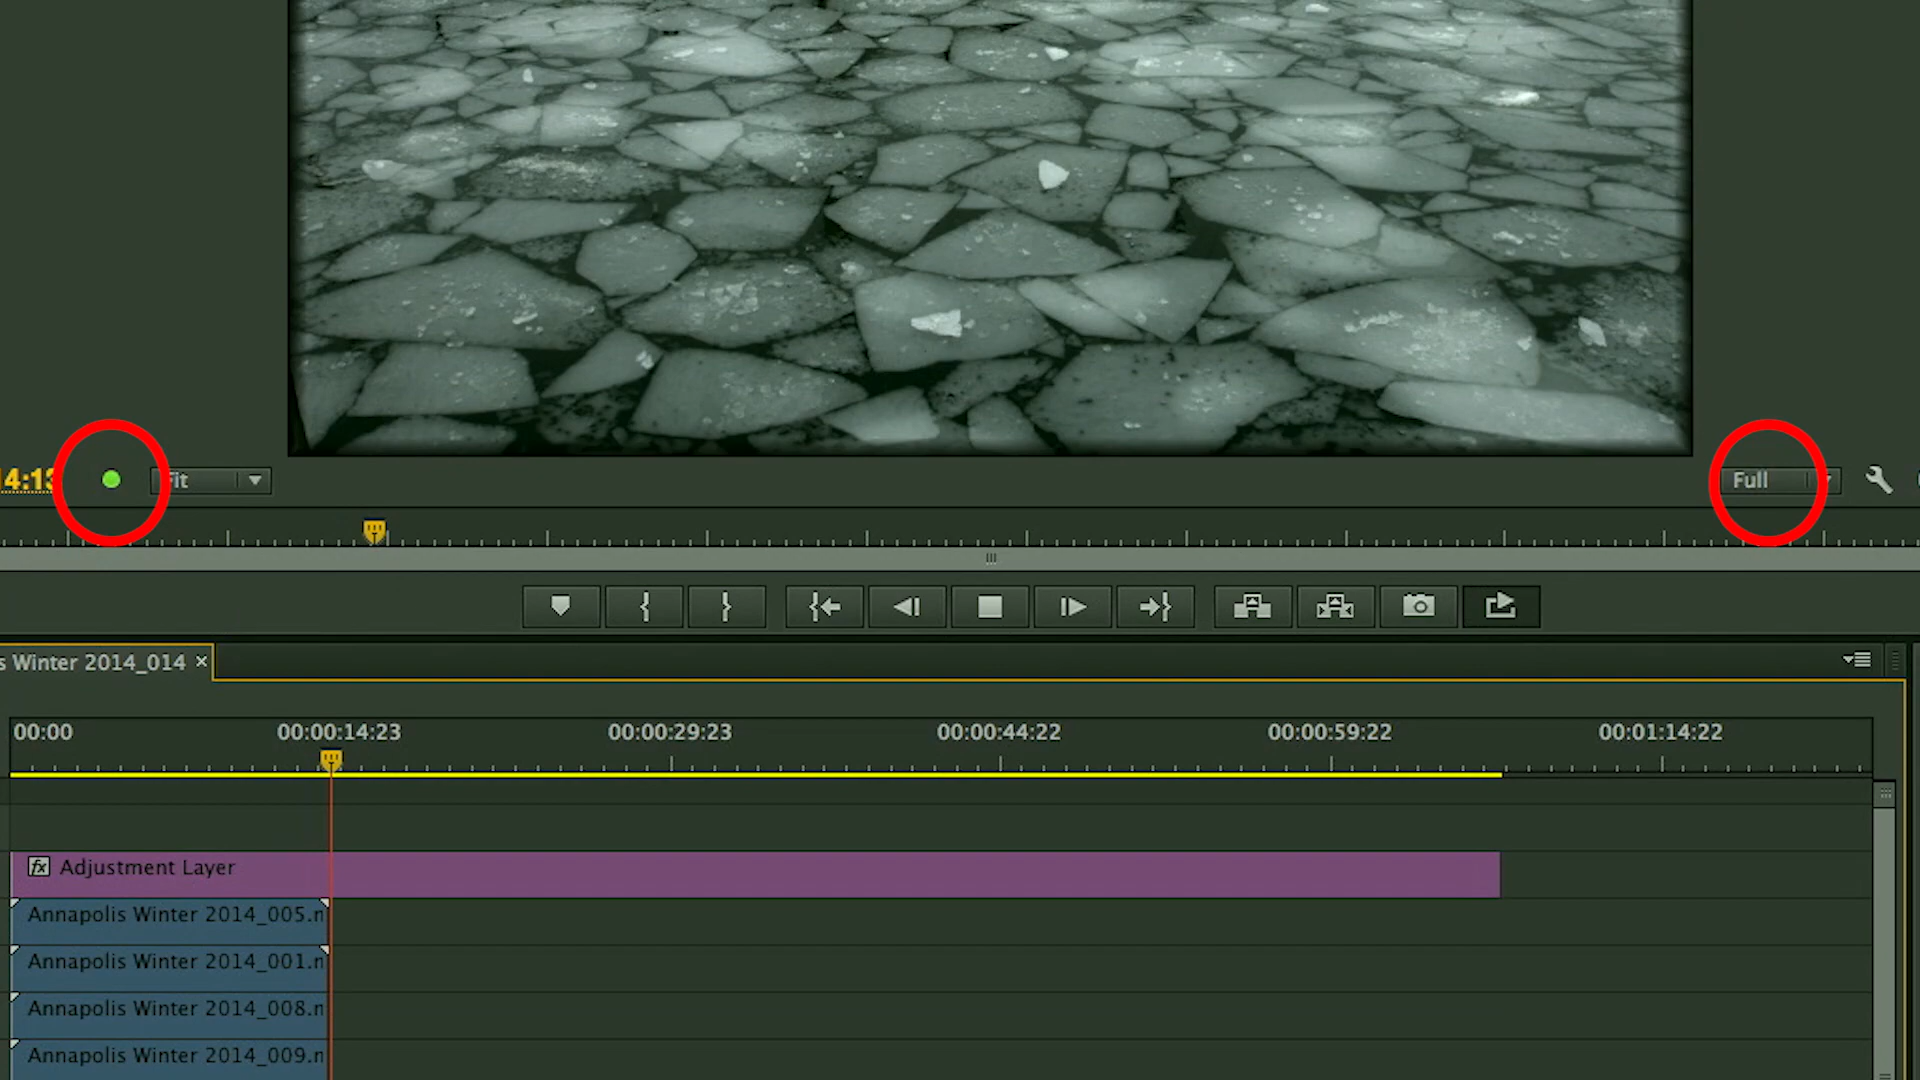 14:13
Fit
Full
s Winter 2014_014
00:00 00:00:14:23 00:00:29:23 00:00:44:22 00:00:59:22 00:01:14:22
fx Adjustment Layer
Annapolis Winter 2014_005.m
Annapolis Winter 2014_001.m
Annapolis Winter 2014_008.m
Annapolis Winter 2014_009.m